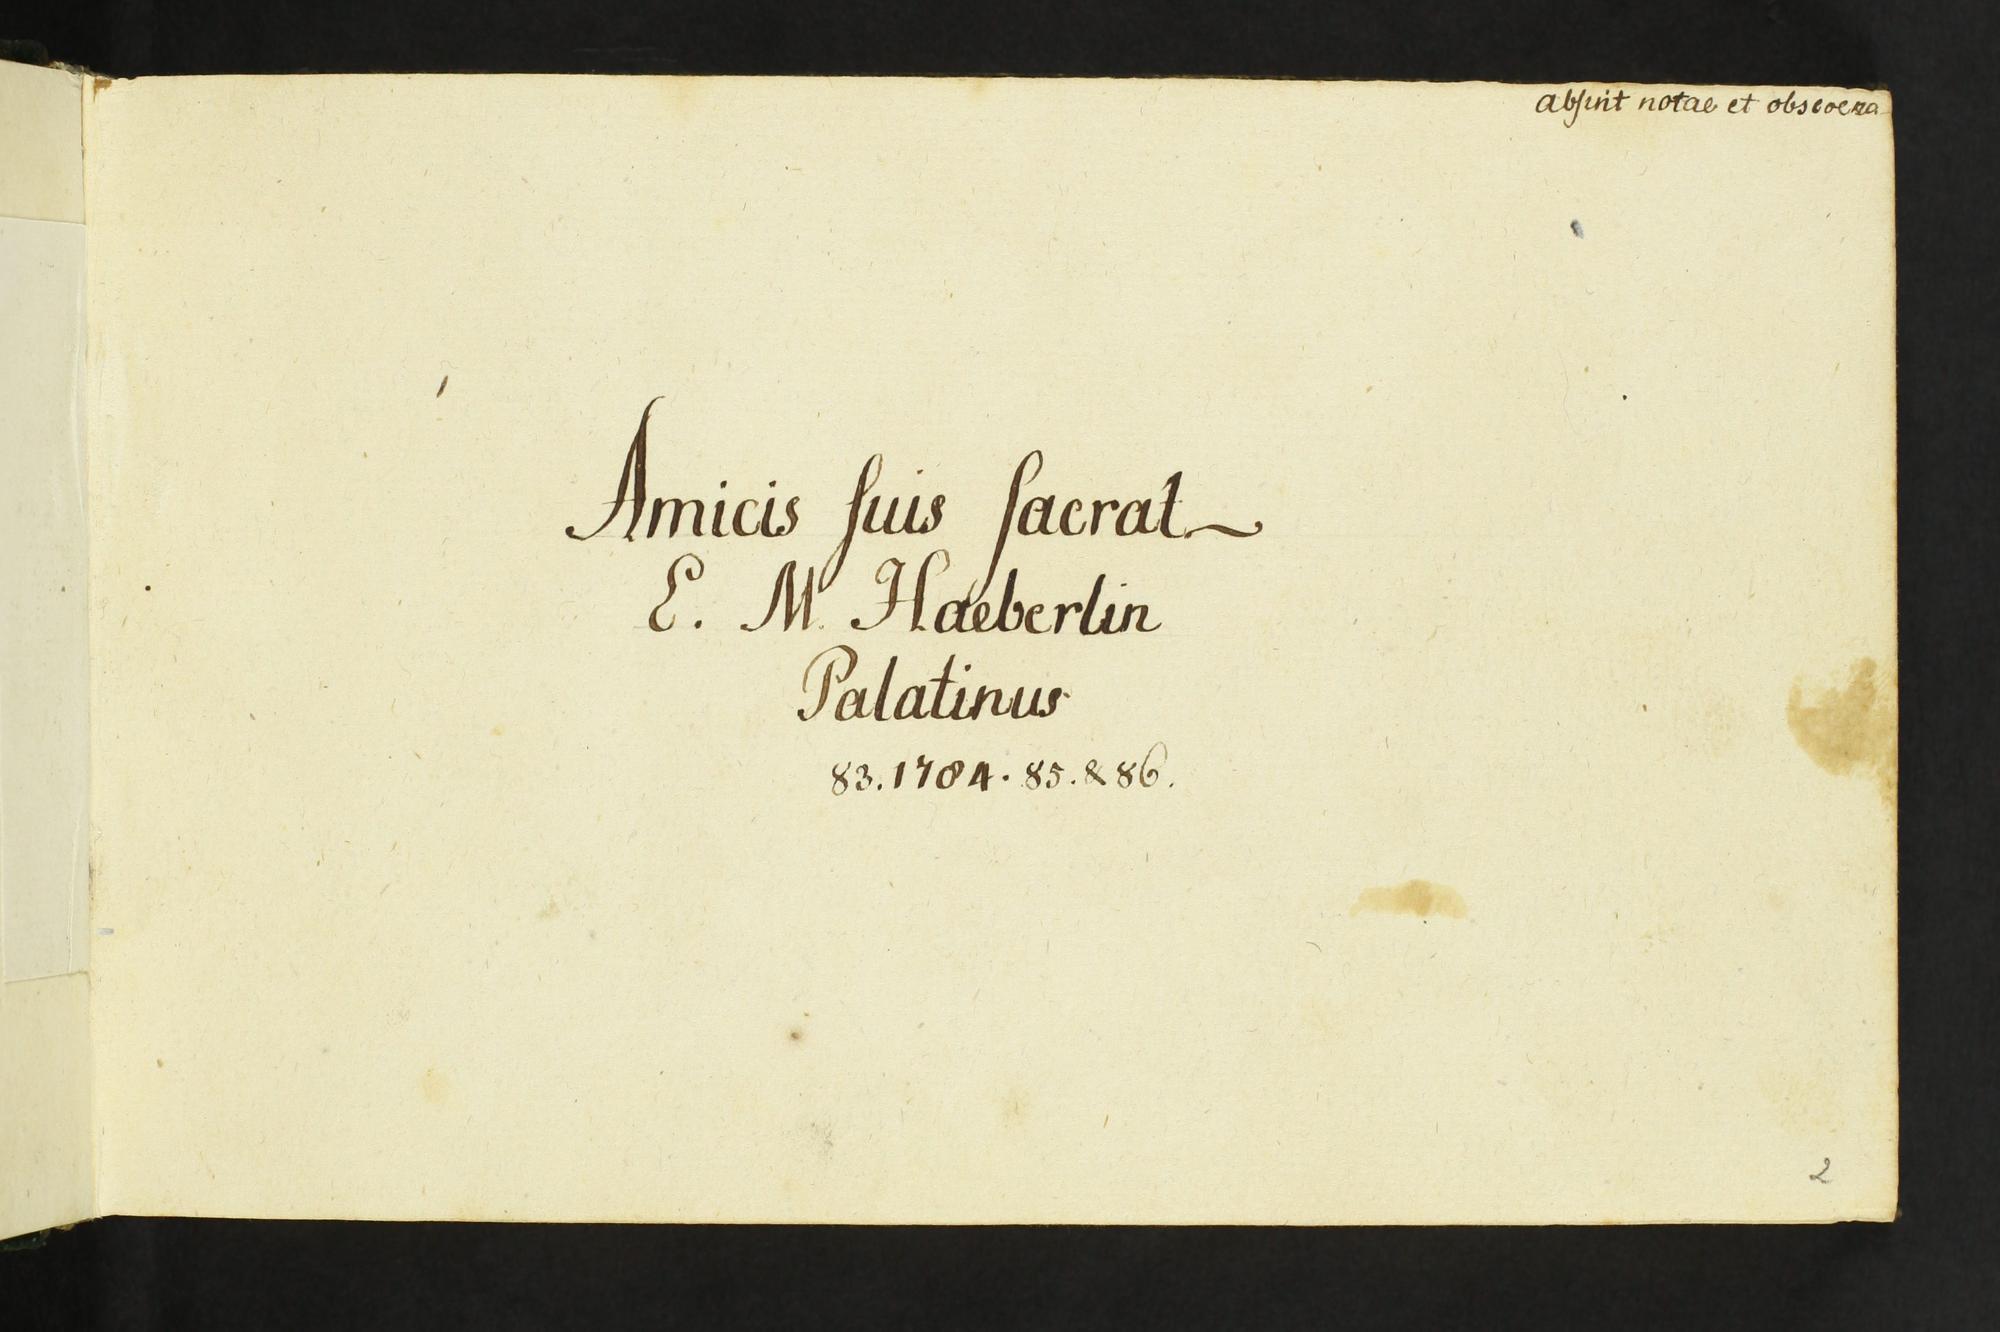 absint notae et obscoena
Amicis suis sacrat
E. M. Haeberlin
Palatinus
83. 1784. 85. & 86.
2